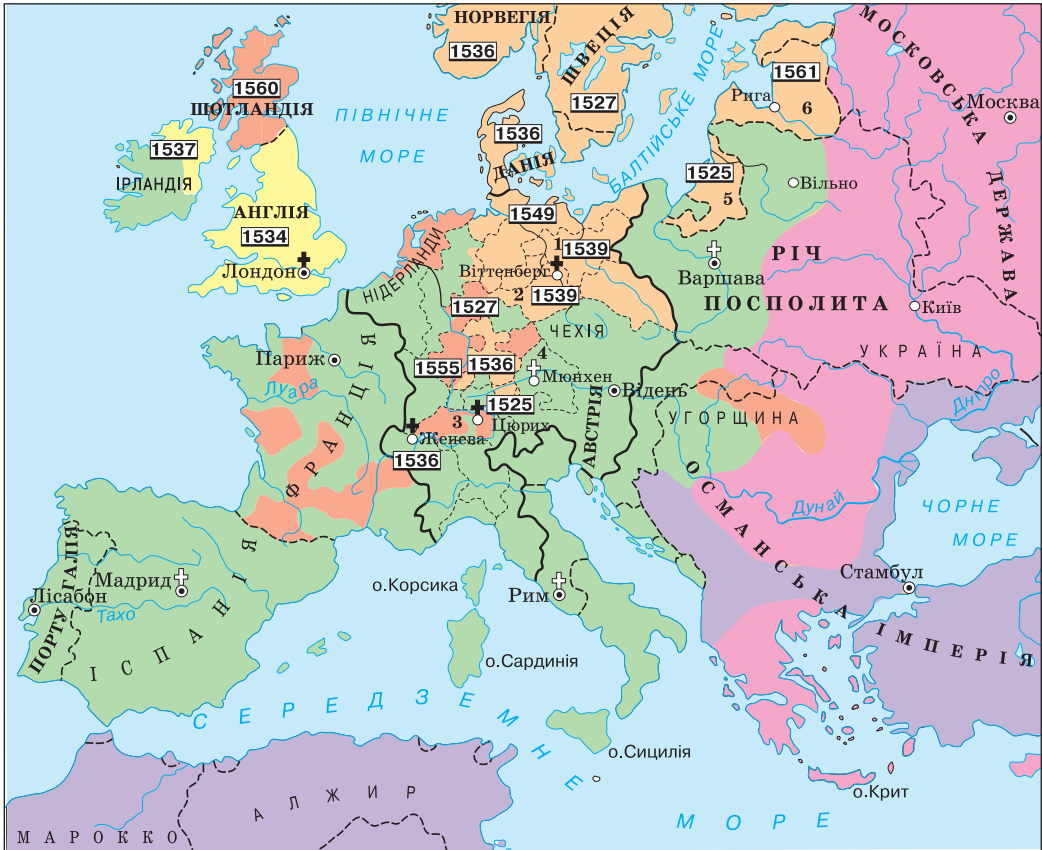 НОРВЕГІЯ
1536
ШВЕЦІЯ
1527
МОСКОВСЬКА ДЕРЖАВА
Москва
1561
Рига
6
1560
ШОТЛАНДІЯ
ПІВНІЧНЕ
МОРЕ
БАЛТІЙСЬКЕ МОРЕ
1536
ДАНІЯ
1537
ІРЛАНДІЯ
АНГЛІЯ
1534
Лондон
1525
5
Вільно
1549
НІДЕРЛАНДИ
1
1539
Віттенберг
2
1539
Варшава
РІЧ
ПОСПОЛИТА
Київ
УКРАЇНА
Дніпро
1527
ЧЕХІЯ
Париж
Луара
ФРАНЦІЯ
1555
1536
4
Мюнхен
Відень
АВСТРІЯ
УГОРЩИНА
1525
3
Цюрих
Женева
1536
ОСМАНСЬКА ІМПЕРІЯ
Дунай
ЧОРНЕ
МОРЕ
Стамбул
ПОРТУГАЛІЯ
Мадрид
Лісабон
Тахо
ІСПАНІЯ
о.Корсика
Рим
о.Сардинія
СЕРЕДЗЕМНЕ
МОРЕ
о.Сицилія
о.Крит
АЛЖИР
МАРОККО